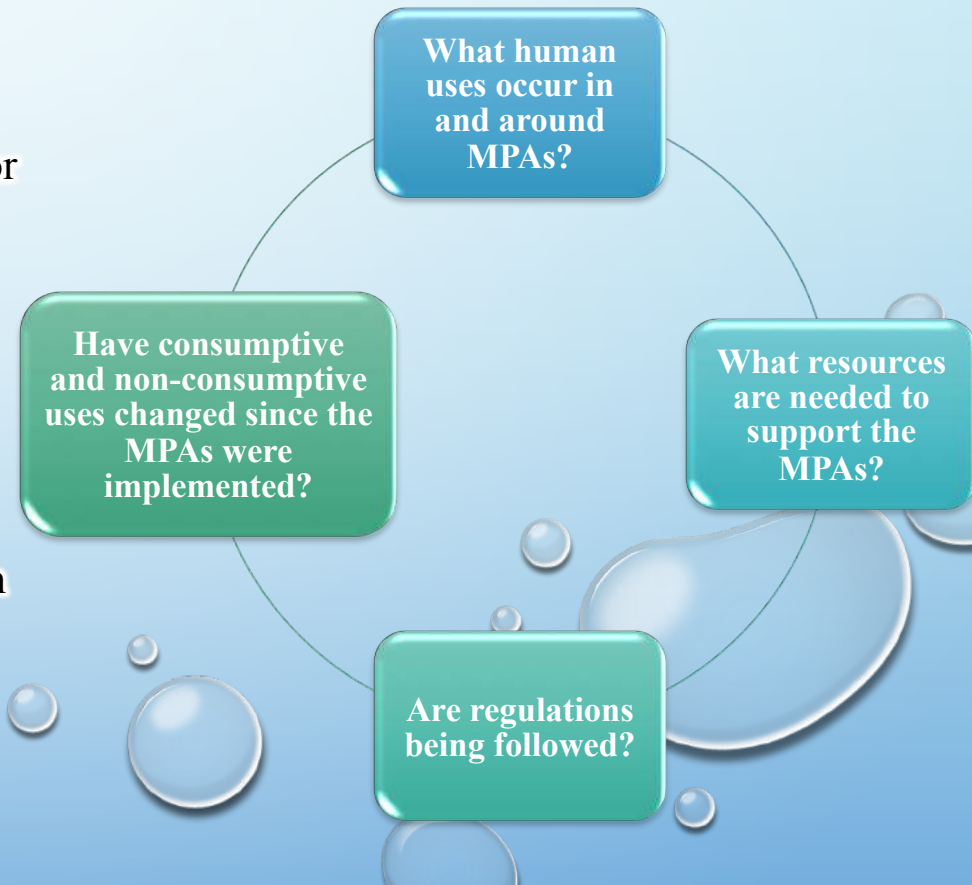 What human
uses occur in
and around
MPAs?
or
Have consumptive
and non-consumptive
uses changed since the
MPAs were
implemented?
What resources
are needed to
support the
MPAs?
Are regulations
being followed?